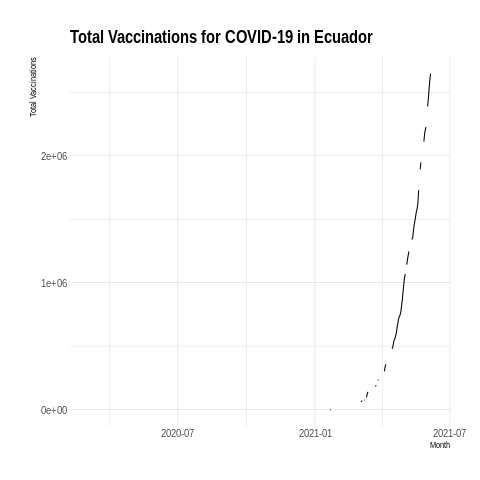 Total Vaccinations for COVID-19 in Ecuador
Total Vaccinations
2e+06
1e+06
0e+00
2020-07
2021-01
2021-07
Month